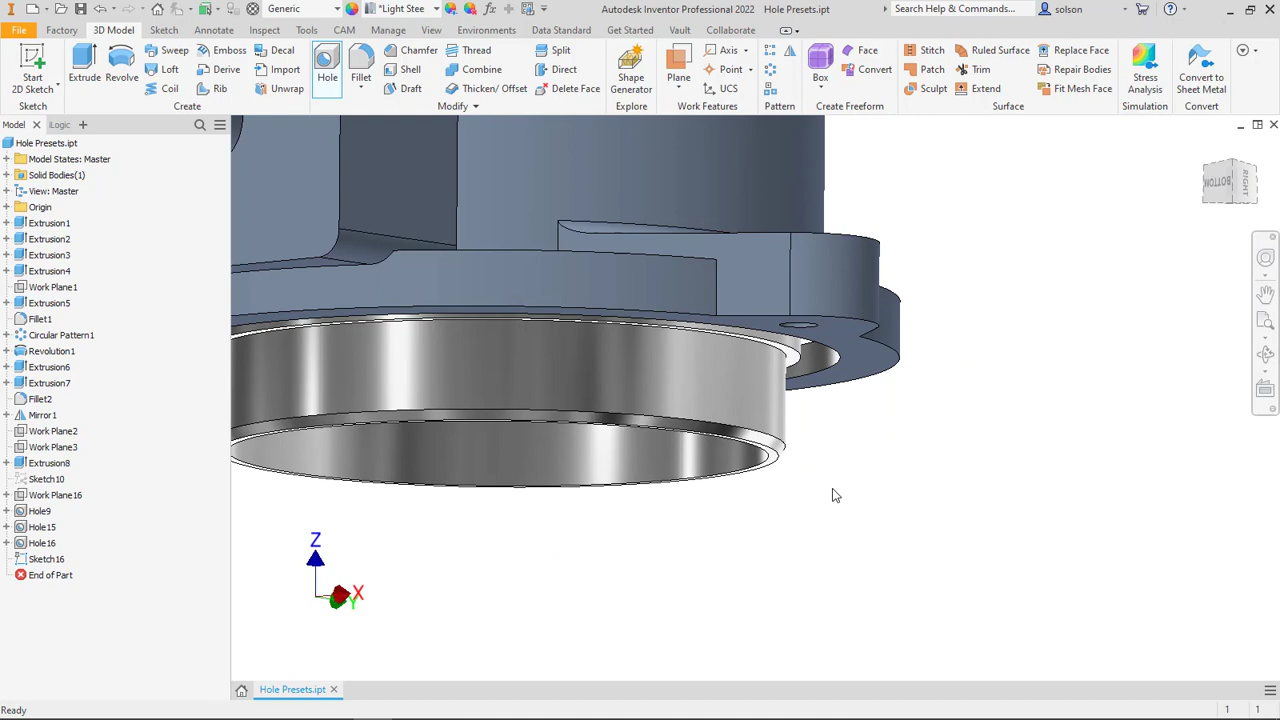 Generic
*Light Stee
Autodesk Inventor Professional 2022 Hole Presets.ipt
Search Help & Commands...
solson
File Factory 3D Model Sketch Annotate Inspect Tools CAM Manage View Environments Data Standard Get Started Vault Collaborate
Start
2D Sketch
Sketch
Extrude
Revolve
Sweep
Loft
Coil
Emboss
Derive
Rib
Decal
Import
Unwrap
Create
Hole
Fillet
Chamfer
Shell
Draft
Thread
Combine
Thicken/ Offset
Split
Direct
Delete Face
Modify
Shape
Generator
Explore
Plane
Axis
Point
UCS
Work Features
Pattern
Box
Face
Convert
Create Freeform
Stitch
Patch
Sculpt
Ruled Surface
Trim
Extend
Replace Face
Repair Bodies
Fit Mesh Face
Surface
Stress
Analysis
Simulation
Convert to
Sheet Metal
Convert
Model
iLogic
Hole Presets.ipt
Model States: Master
Solid Bodies(1)
View: Master
Origin
Extrusion1
Extrusion2
Extrusion3
Extrusion4
Work Plane1
Extrusion5
Fillet1
Circular Pattern1
Revolution1
Extrusion6
Extrusion7
Fillet2
Mirror1
Work Plane2
Work Plane3
Extrusion8
Sketch10
Work Plane16
Hole9
Hole15
Hole16
Sketch16
End of Part
BOTTOM
RIGHT
Z
X
Y
Hole Presets.ipt
Ready
1 1